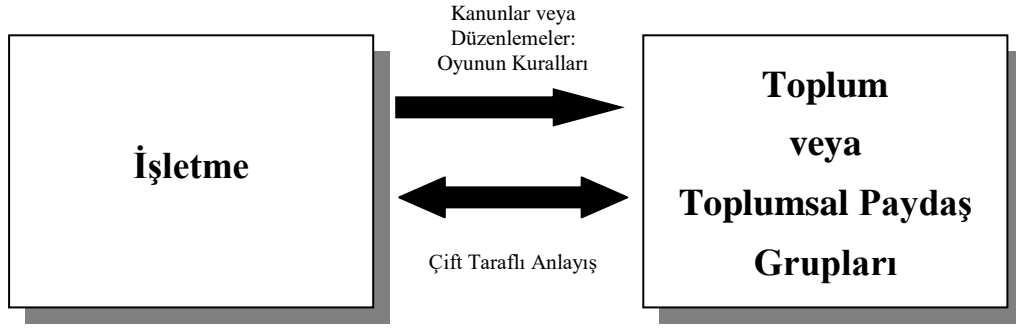 Kanunlar veya
Düzenlemeler:
Oyunun Kuralları
İşletme
Toplum
veya
Toplumsal Paydaş
Grupları
Çift Taraflı Anlayış